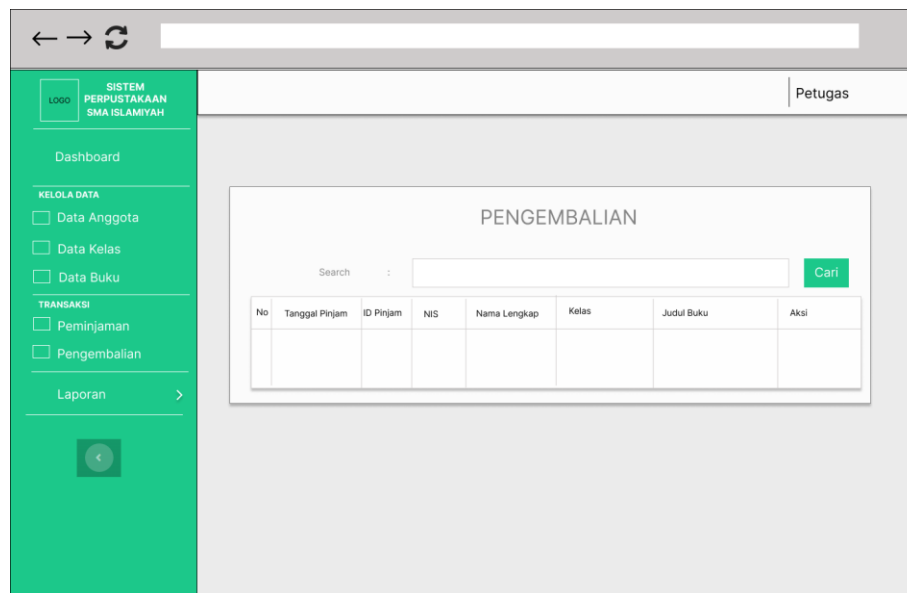 LOGO
SISTEM
PERPUSTAKAAN
SMA ISLAMIYAH
Petugas
Dashboard
KELOLA DATA
Data Anggota
Data Kelas
Data Buku
TRANSAKSI
Peminjaman
Pengembalian
Laporan
PENGEMBALIAN
Search : Cari
No Tanggal Pinjam ID Pinjam NIS Nama Lengkap Kelas Judul Buku Aksi